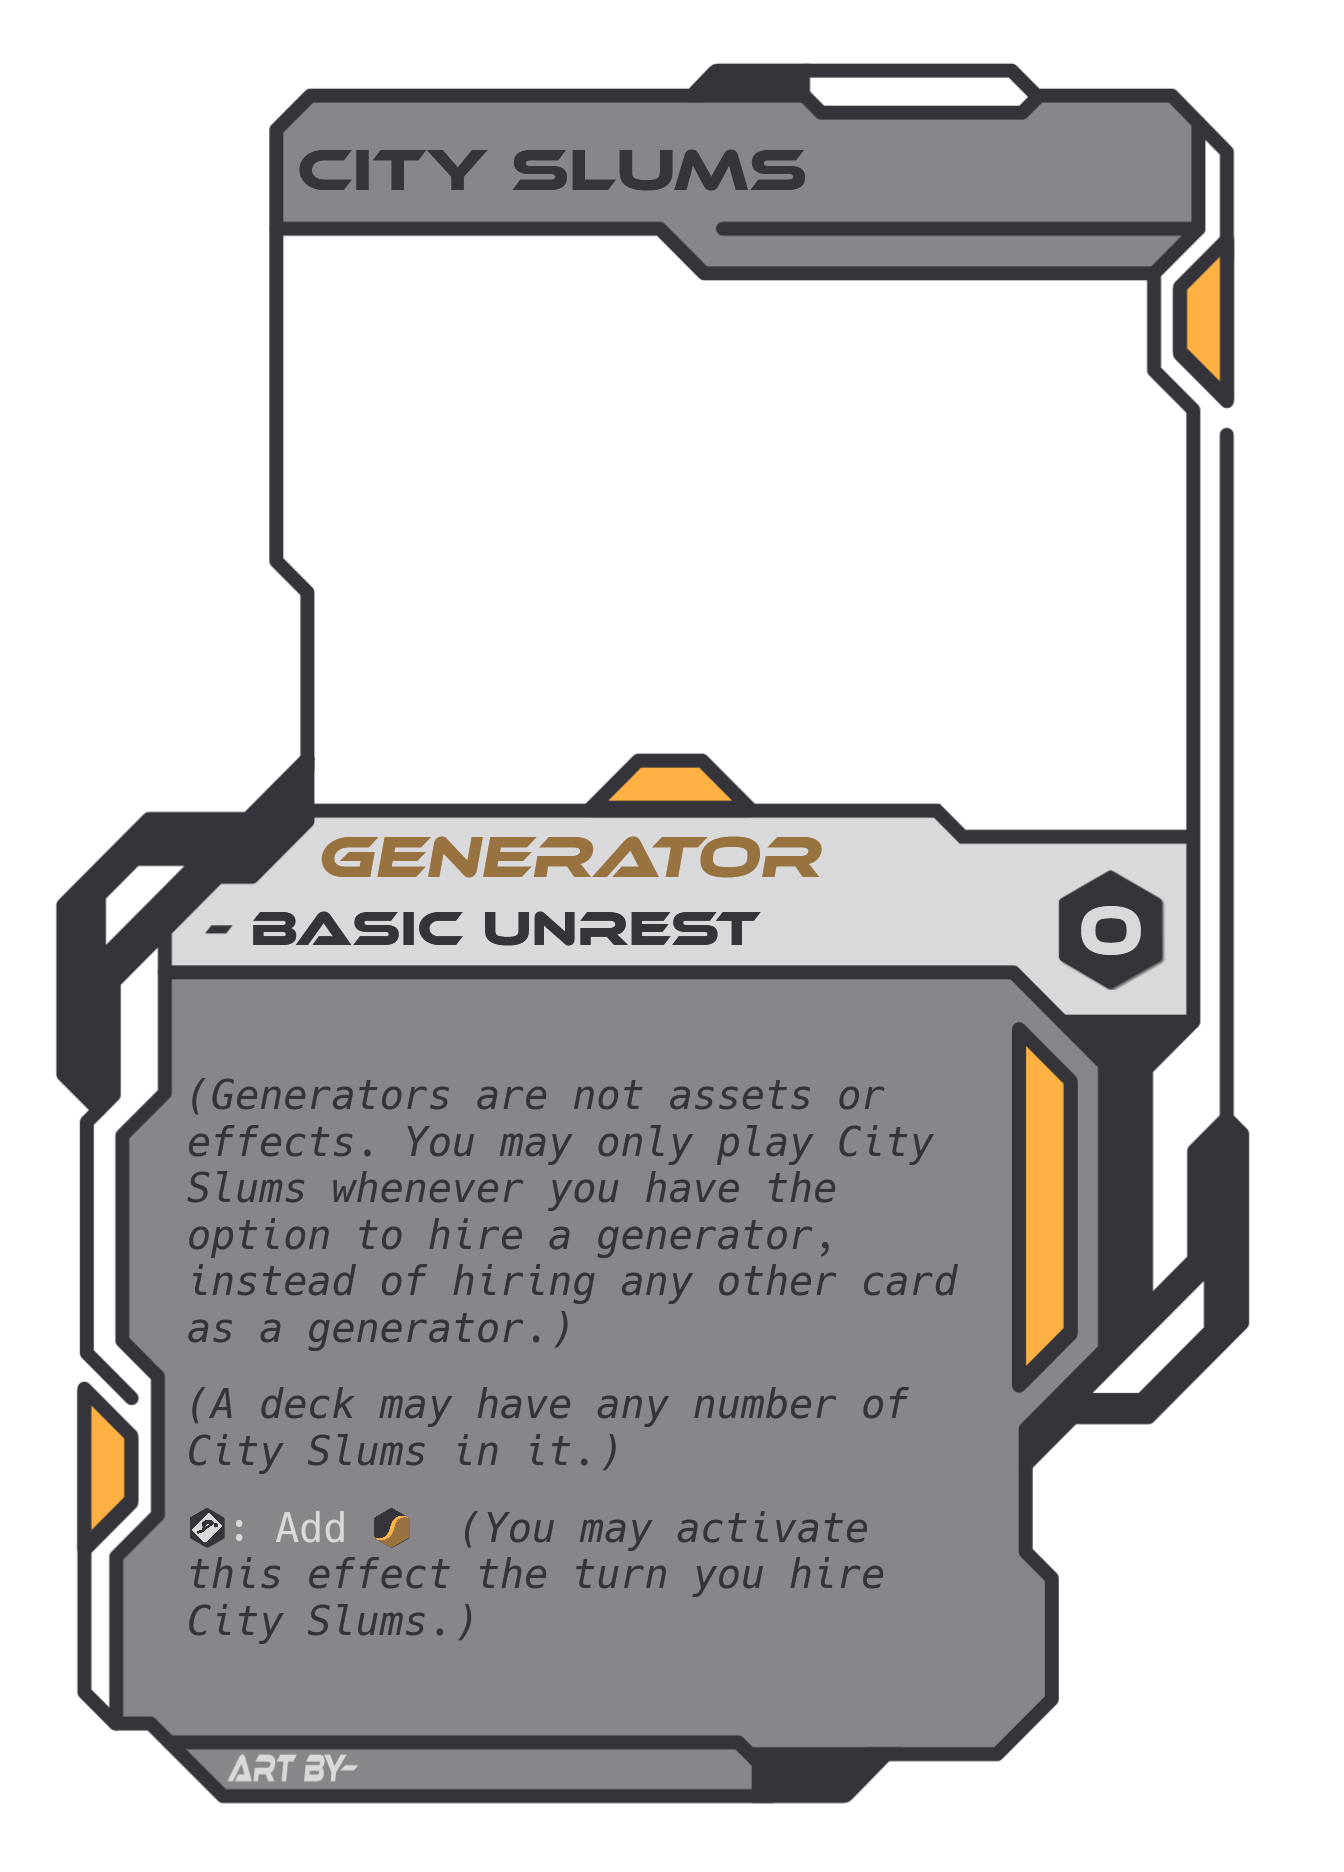 CITY SLUMS
GENERATOR
- BASIC UNREST
0
(Generators are not assets or
effects. You may only play City
Slums whenever you have the
option to hire a generator,
instead of hiring any other card
as a generator.)
(A deck may have any number of
City Slums in it.)
: Add (You may activate
this effect the turn you hire
City Slums.)
ART BY-